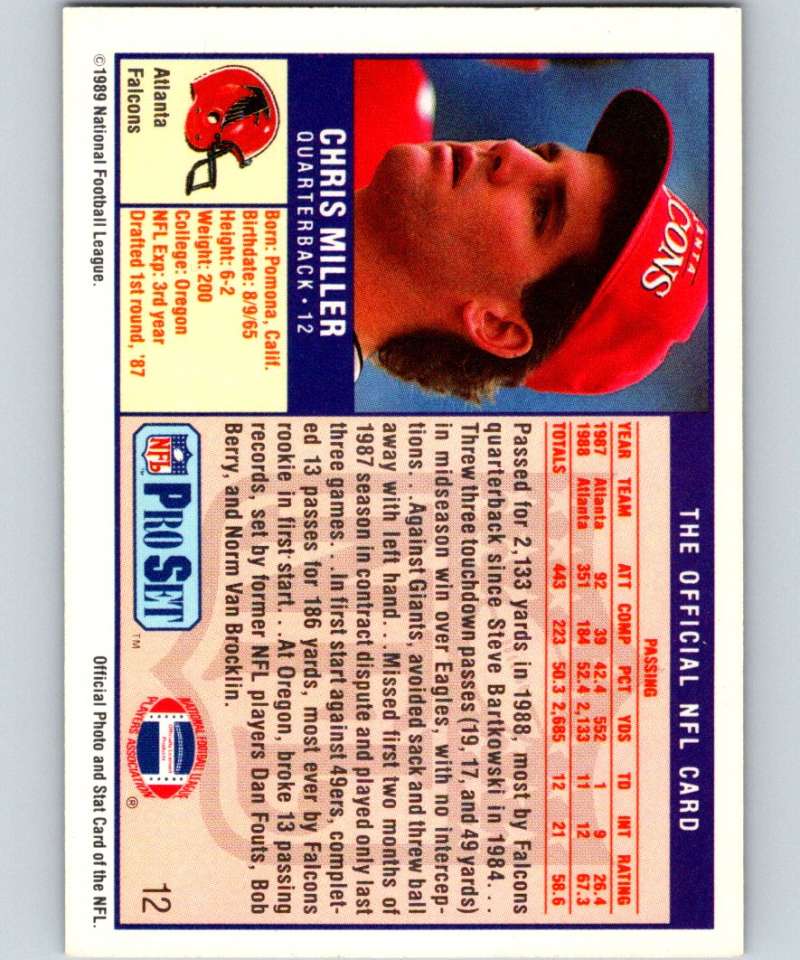 THE OFFICIAL NFL CARD
ANTA
CONS
CHRIS MILLER
QUARTERBACK • 12
Atlanta
Falcons
Born: Pomona, Calif.
Birthdate: 8/9/65
Height: 6-2
Weight: 200
College: Oregon
NFL Exp: 3rd year
Drafted 1st round, '87
PASSING
YEAR TEAM ATT COMP PCT YDS TD INT RATING
1987 Atlanta 92 39 42.4 552 1 9 26.4
1988 Atlanta 351 184 52.4 2,133 11 12 67.3
TOTALS 443 223 50.3 2,685 12 21 58.6
Passed for 2,133 yards in 1988, most by Falcons
quarterback since Steve Bartkowski in 1984. . .
Threw three touchdown passes (19, 17, and 49 yards)
in midseason win over Eagles, with no intercep-
tions. . .Against Giants, avoided sack and threw ball
away with left hand. . .Missed first two months of
1987 season in contract dispute and played only last
three games. . .In first start against 49ers, complet-
ed 13 passes for 186 yards, most ever by Falcons
rookie in first start. . .At Oregon, broke 13 passing
records, set by former NFL players Dan Fouts, Bob
Berry, and Norm Van Brocklin.
NFL
PRO SET
TM
NATIONAL FOOTBALL LEAGUE
PLAYERS ASSOCIATION
®
12
©1989 National Football League.
Official Photo and Stat Card of the NFL.